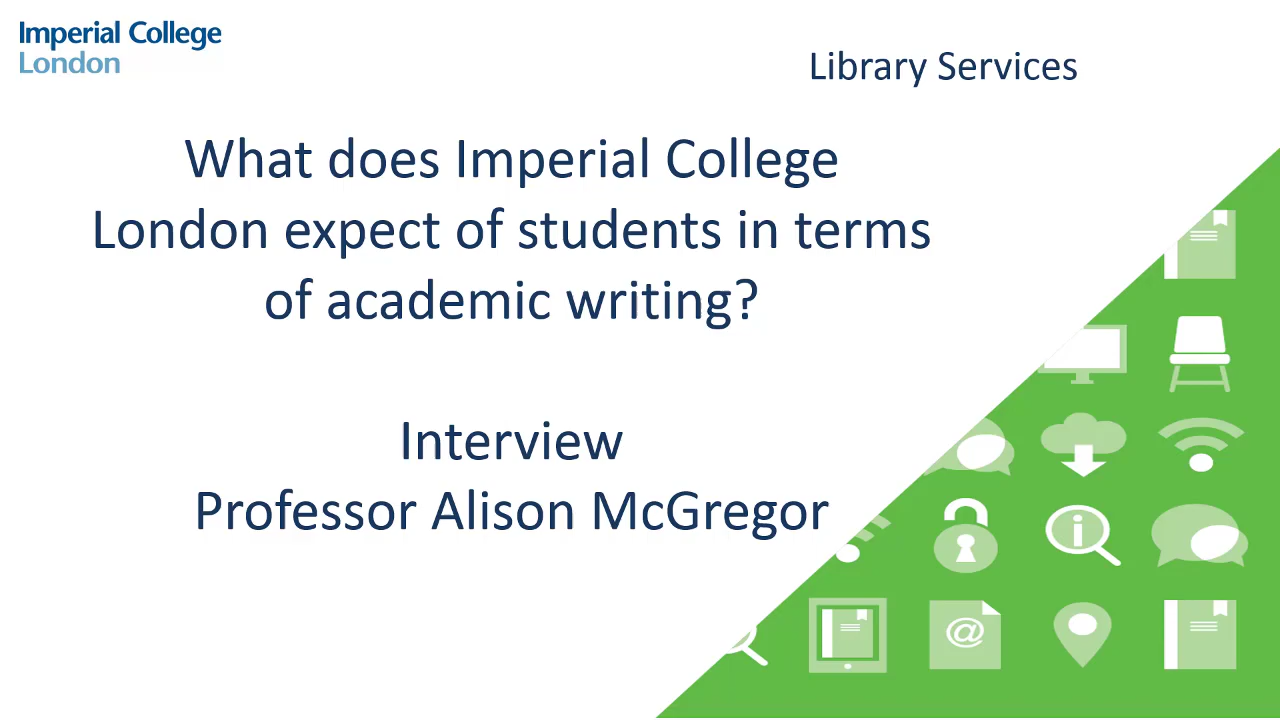 Imperial College
London
Library Services
What does Imperial College
London expect of students in terms
of academic writing?
Interview
Professor Alison McGregor
i
@